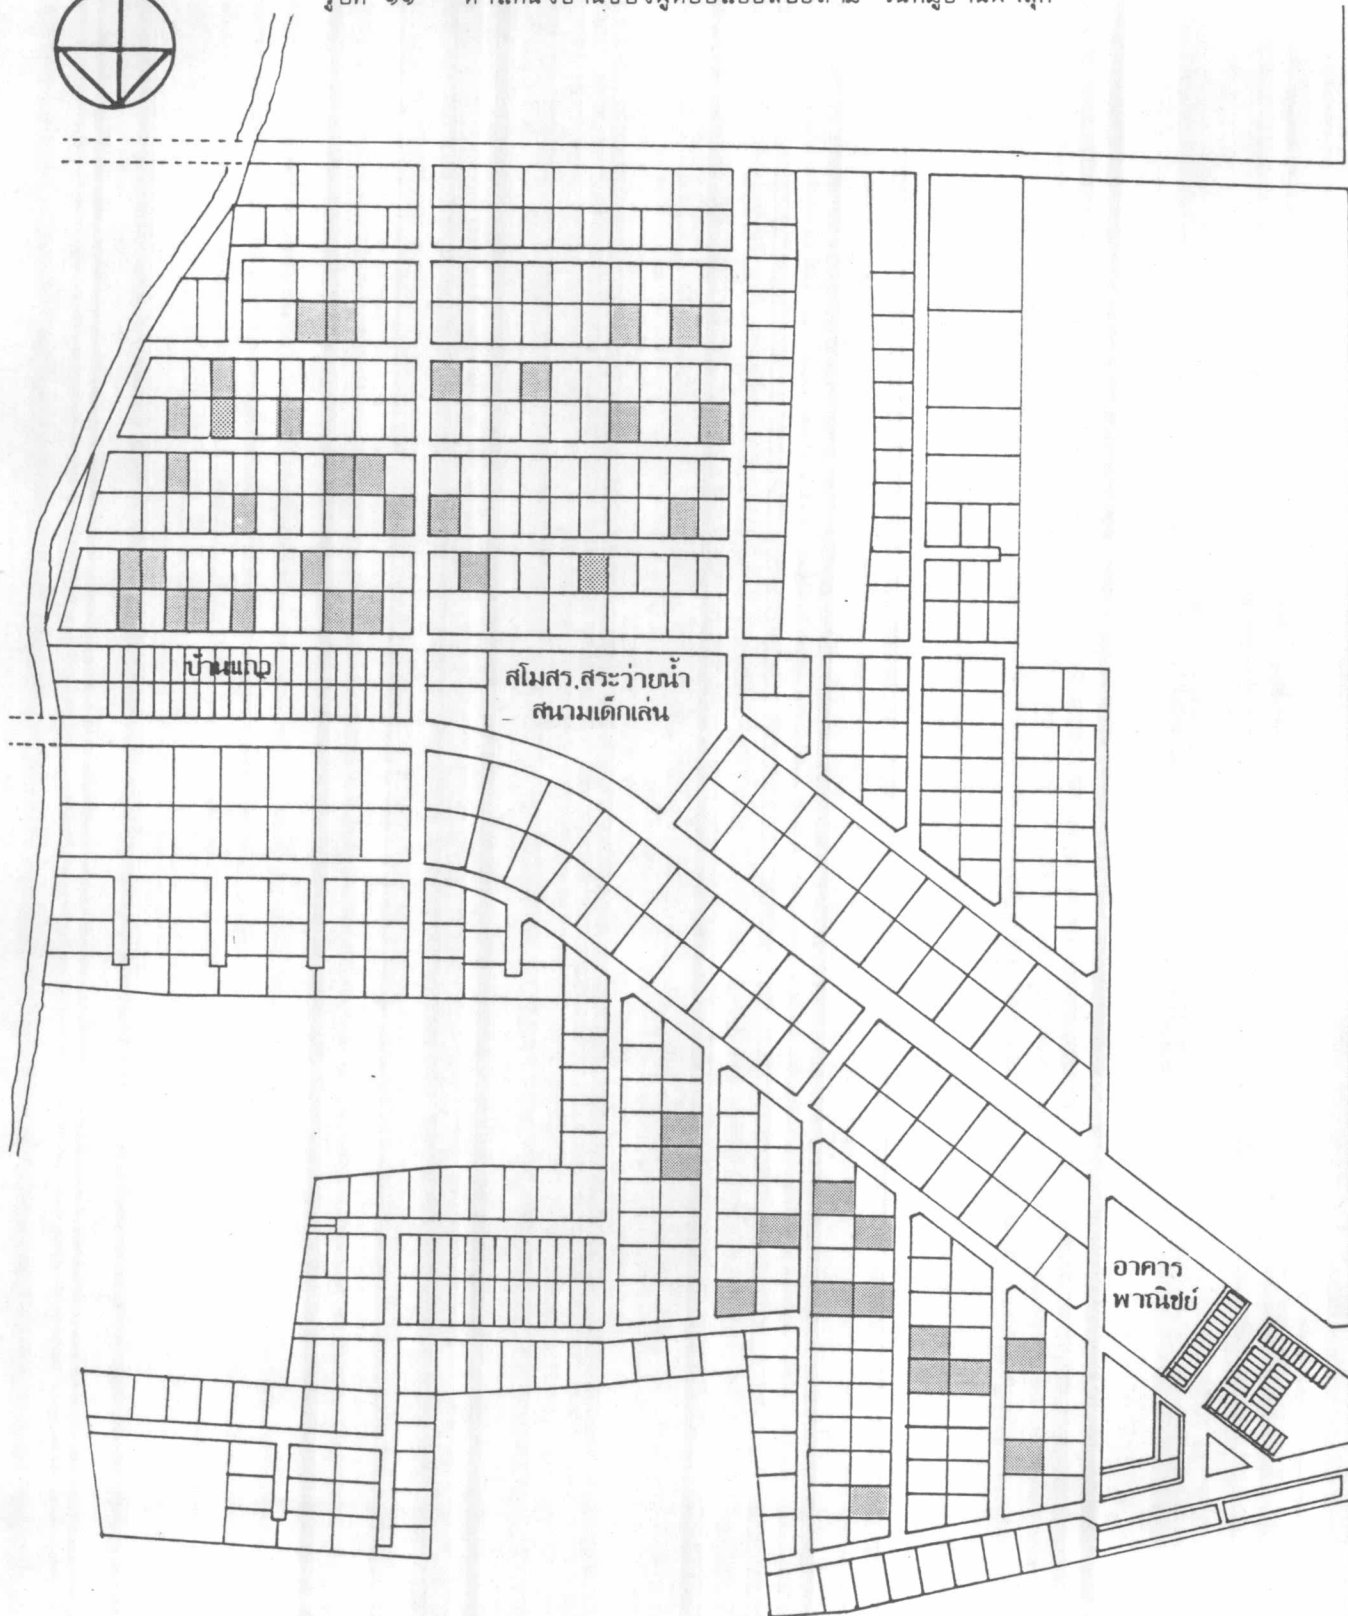 บ้านแถว
สโมสร,สระว่ายน้ำ
สนามเด็กเล่น
อาคาร
พาณิชย์